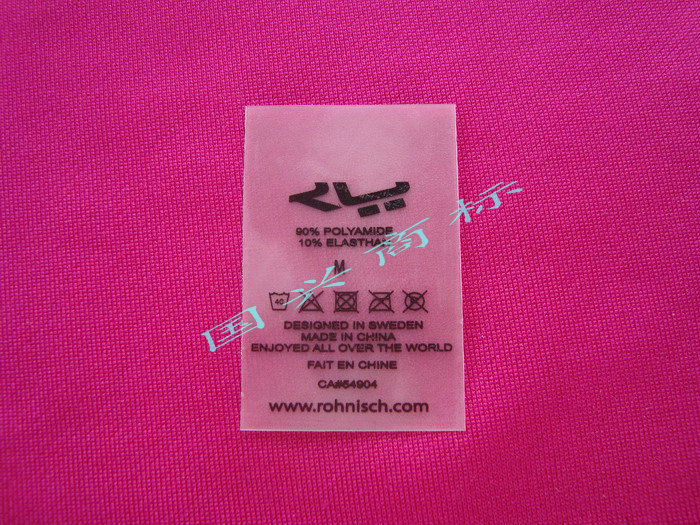 90% POLYAMIDE
10% ELASTHAN
M
40
DESIGNED IN SWEDEN
MADE IN CHINA
ENJOYED ALL OVER THE WORLD
FAIT EN CHINE
CA#54904
www.rohnisch.com
国兴商标